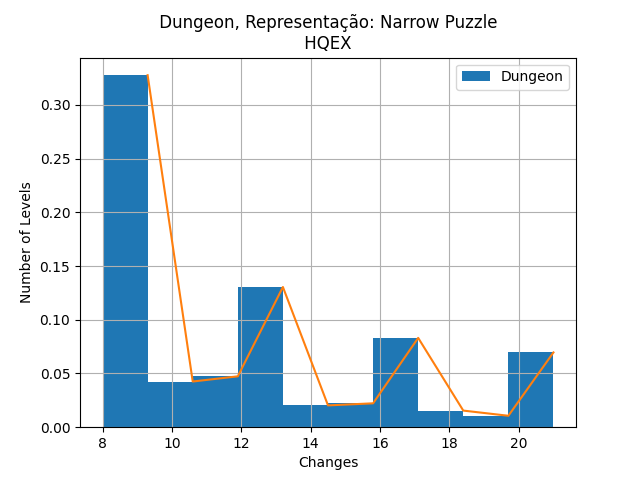 Dungeon, Representação: Narrow Puzzle
HQEX
Dungeon
Number of Levels
0.30
0.25
0.20
0.15
0.10
0.05
0.00
8 10 12 14 16 18 20
Changes